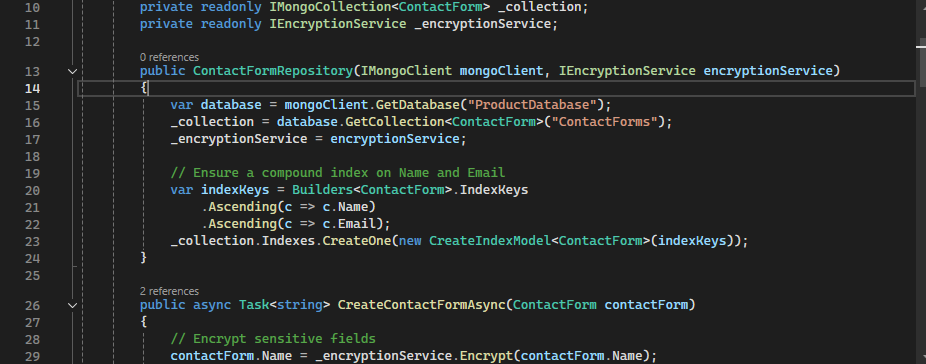 10 private readonly IMongoCollection<ContactForm> _collection;
11 private readonly IEncryptionService _encryptionService;
12
0 references
13 public ContactFormRepository(IMongoClient mongoClient, IEncryptionService encryptionService)
14 {
15 var database = mongoClient.GetDatabase("ProductDatabase");
16 _collection = database.GetCollection<ContactForm>("ContactForms");
17 _encryptionService = encryptionService;
18
19 // Ensure a compound index on Name and Email
20 var indexKeys = Builders<ContactForm>.IndexKeys
21 .Ascending(c => c.Name)
22 .Ascending(c => c.Email);
23 _collection.Indexes.CreateOne(new CreateIndexModel<ContactForm>(indexKeys));
24 }
25
2 references
26 public async Task<string> CreateContactFormAsync(ContactForm contactForm)
27 {
28 // Encrypt sensitive fields
29 contactForm.Name = _encryptionService.Encrypt(contactForm.Name);